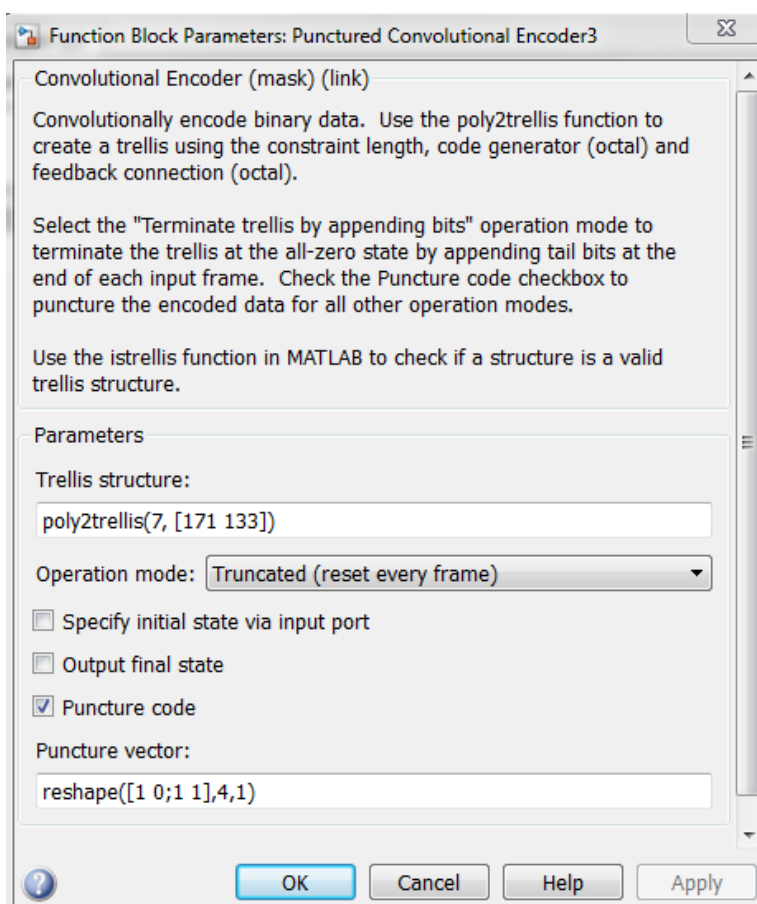 Function Block Parameters: Punctured Convolutional Encoder3
Convolutional Encoder (mask) (link)
Convolutionally encode binary data.  Use the poly2trellis function to
create a trellis using the constraint length, code generator (octal) and
feedback connection (octal).
Select the "Terminate trellis by appending bits" operation mode to
terminate the trellis at the all-zero state by appending tail bits at the
end of each input frame.  Check the Puncture code checkbox to
puncture the encoded data for all other operation modes.
Use the istrellis function in MATLAB to check if a structure is a valid
trellis structure.
Parameters
Trellis structure:
poly2trellis(7, [171 133])
Operation mode: Truncated (reset every frame)
Specify initial state via input port
Output final state
Puncture code
Puncture vector:
reshape([1 0;1 1],4,1)
OK Cancel Help Apply